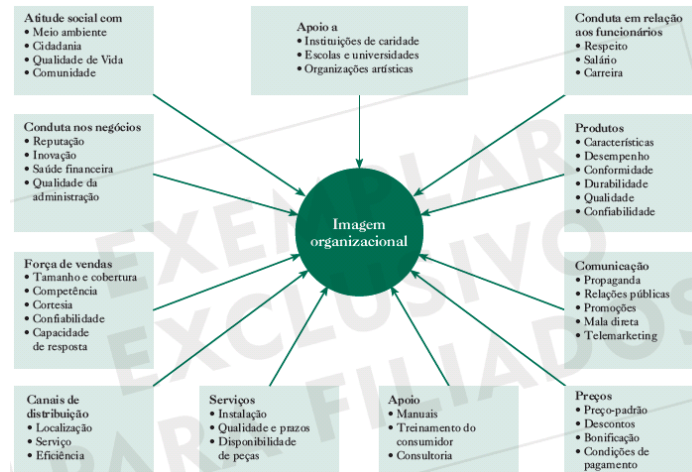 Atitude social com
• Meio ambiente
• Cidadania
• Qualidade de Vida
• Comunidade
Apoio a
• Instituições de caridade
• Escolas e universidades
• Organizações artísticas
Conduta em relação
aos funcionários
• Respeito
• Salário
• Carreira
Conduta nos negócios
• Reputação
• Inovação
• Saúde financeira
• Qualidade da
administração
Produtos
• Características
• Desempenho
• Conformidade
• Durabilidade
• Qualidade
• Confiabilidade
Imagem
organizacional
Força de vendas
• Tamanho e cobertura
• Competência
• Cortesia
• Confiabilidade
• Capacidade
de resposta
Comunicação
• Propaganda
• Relações públicas
• Promoções
• Mala direta
• Telemarketing
Canais de
distribuição
• Localização
• Serviço
• Eficiência
Serviços
• Instalação
• Qualidade e prazos
• Disponibilidade
de peças
Apoio
• Manuais
• Treinamento do
consumidor
• Consultoria
Preços
• Preço-padrão
• Descontos
• Bonificação
• Condições de
pagamento
EXEMPLAR
EXCLUSIVO
PARA FILIADOS